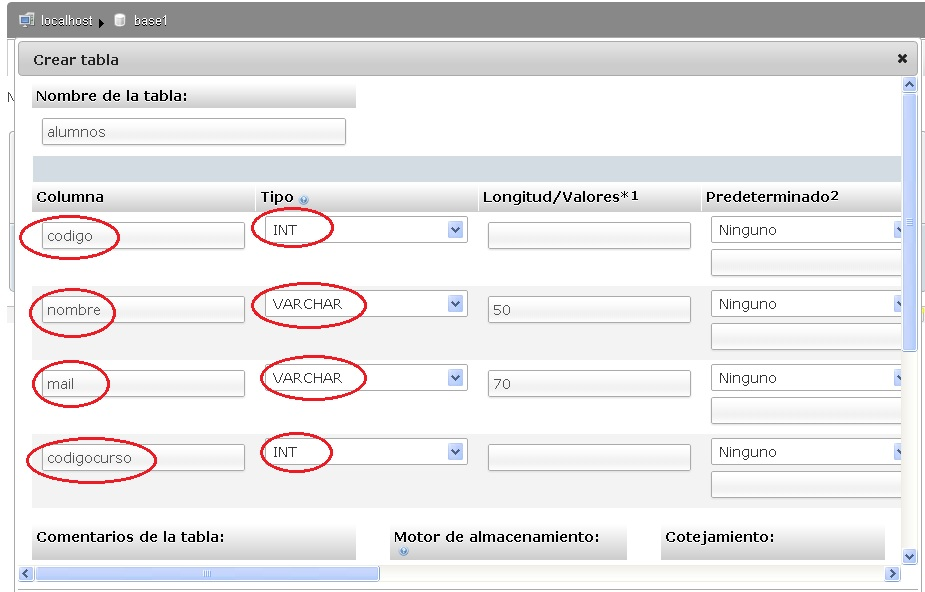 localhost base1
Crear tabla
Nombre de la tabla:
alumnos
Columna Tipo Longitud/Valores*1 Predeterminado2
codigo INT Ninguno
nombre VARCHAR 50 Ninguno
mail VARCHAR 70 Ninguno
codigocurso INT Ninguno
Comentarios de la tabla: Motor de almacenamiento: Cotejamiento: